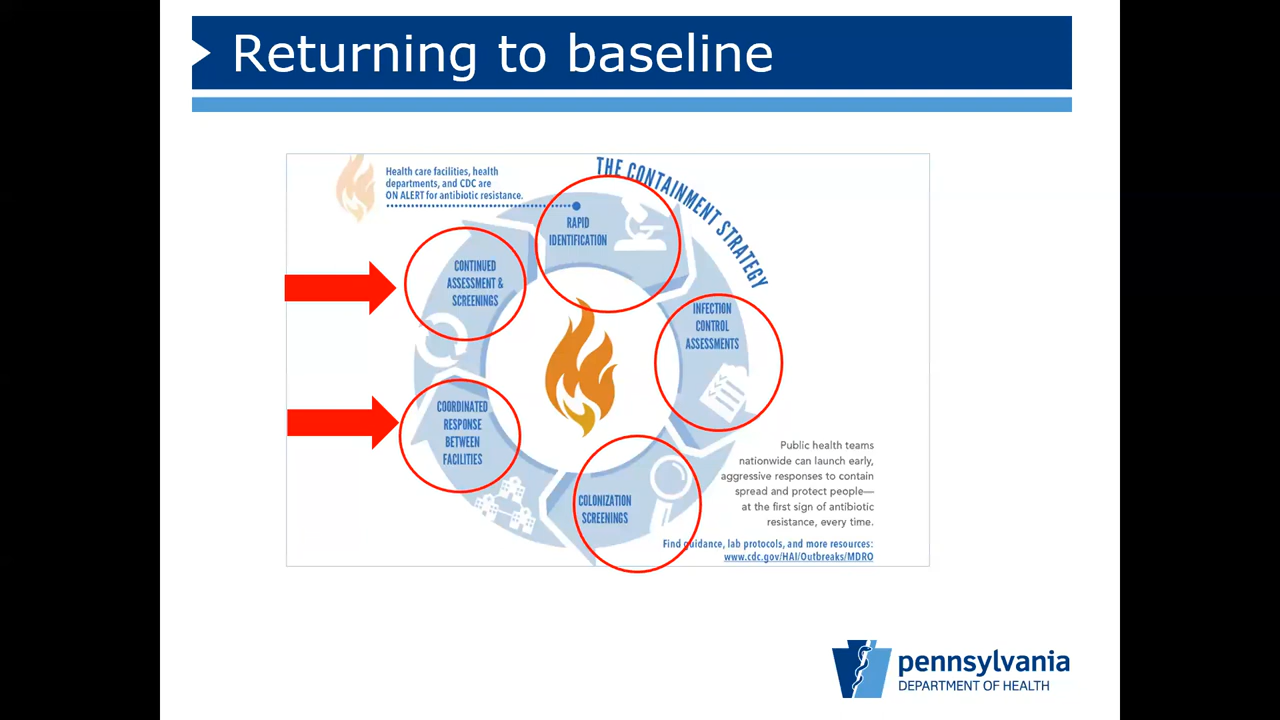 Returning to baseline
Health care facilities, health
departments, and CDC are
ON ALERT for antibiotic resistance.
THE CONTAINMENT STRATEGY
RAPID
IDENTIFICATION
CONTINUED
ASSESSMENT &
SCREENINGS
INFECTION
CONTROL
ASSESSMENTS
COORDINATED
RESPONSE
BETWEEN
FACILITIES
COLONIZATION
SCREENINGS
Public health teams
nationwide can launch early,
aggressive responses to contain
spread and protect people—
at the first sign of antibiotic
resistance, every time.
Find guidance, lab protocols, and more resources:
www.cdc.gov/HAI/Outbreaks/MDRO
pennsylvania
DEPARTMENT OF HEALTH